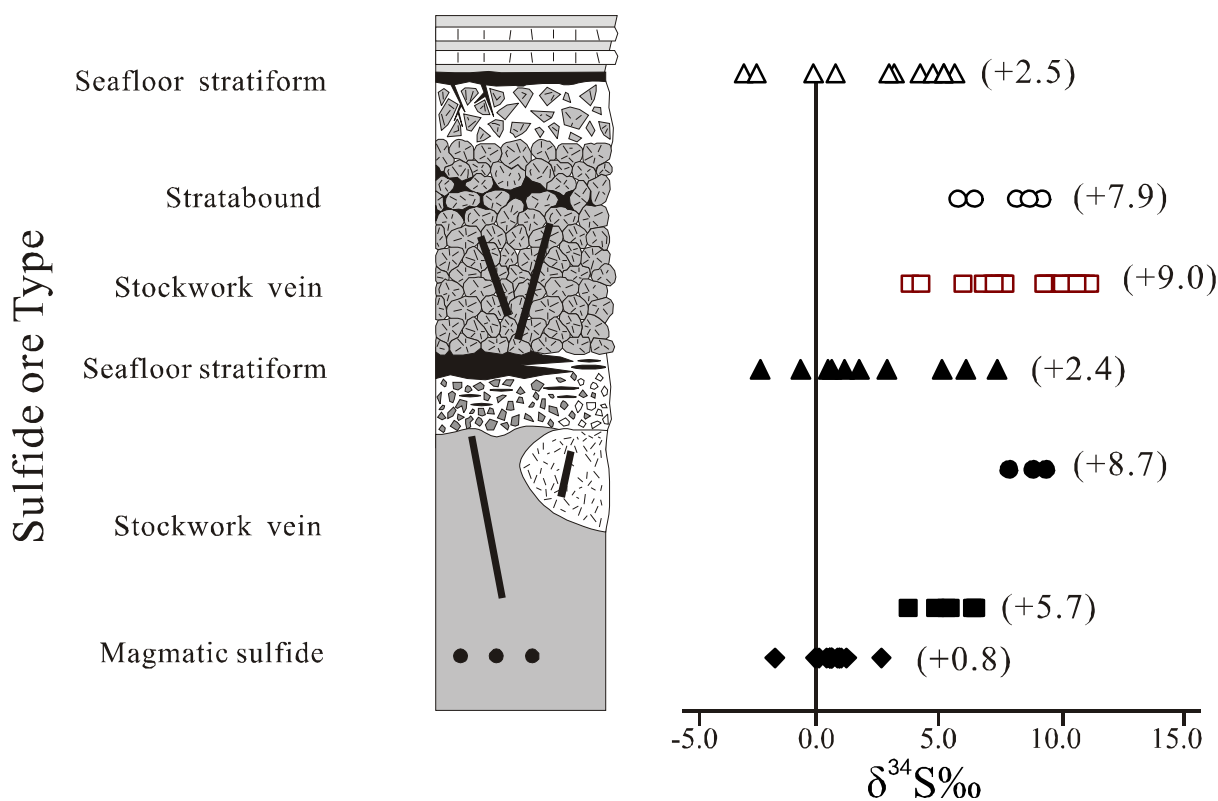 Sulfide ore Type
Seafloor stratiform
(+2.5)
Stratabound
(+7.9)
Stockwork vein
(+9.0)
Seafloor stratiform
(+2.4)
(+8.7)
Stockwork vein
(+5.7)
Magmatic sulfide
(+0.8)
-5.0 0.0 5.0 10.0 15.0
δ³⁴S‰